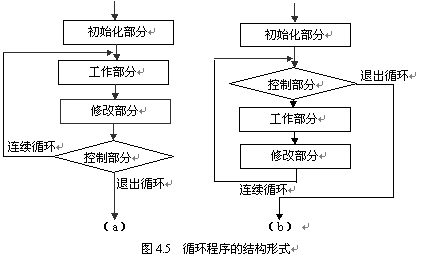 初始化部分
工作部分
修改部分
连续循环
控制部分
退出循环
（a）
初始化部分
控制部分
退出循环
工作部分
修改部分
连续循环
（b）
图 4.5 循环程序的结构形式